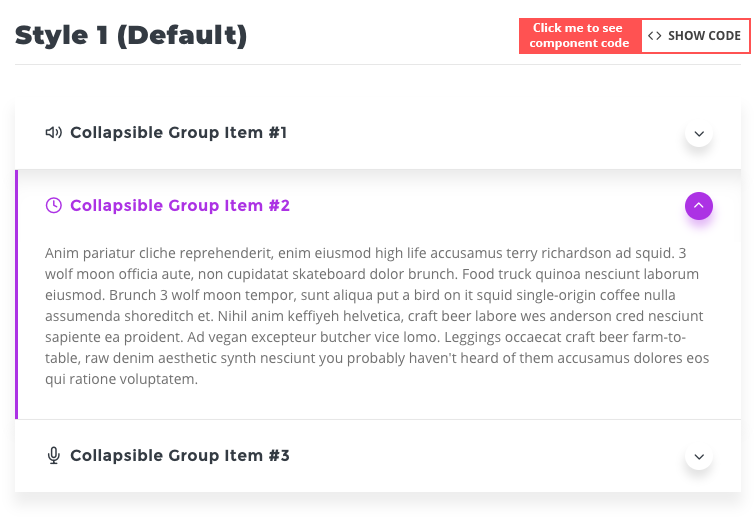 Style 1 (Default)
Click me to see
component code
<> SHOW CODE
Collapsible Group Item #1
Collapsible Group Item #2
Anim pariatur cliche reprehenderit, enim eiusmod high life accusamus terry richardson ad squid. 3
wolf moon officia aute, non cupidatat skateboard dolor brunch. Food truck quinoa nesciunt laborum
eiusmod. Brunch 3 wolf moon tempor, sunt aliqua put a bird on it squid single-origin coffee nulla
assumenda shoreditch et. Nihil anim keffiyeh helvetica, craft beer labore wes anderson cred nesciunt
sapiente ea proident. Ad vegan excepteur butcher vice lomo. Leggings occaecat craft beer farm-to-
table, raw denim aesthetic synth nesciunt you probably haven't heard of them accusamus dolores eos
qui ratione voluptatem.
Collapsible Group Item #3